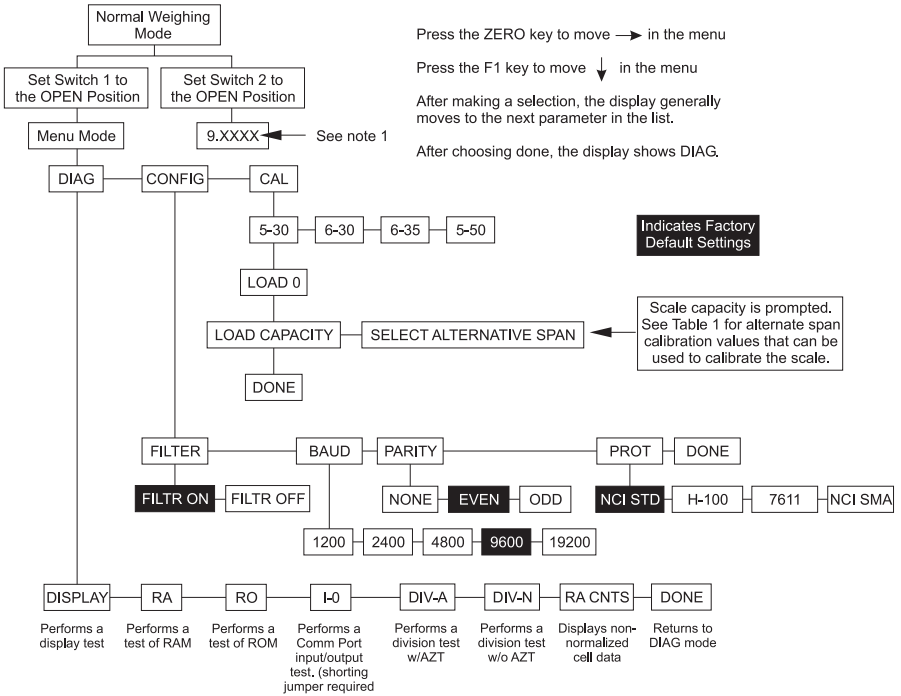 Normal Weighing
Mode
Set Switch 1 to
the OPEN Position
Set Switch 2 to
the OPEN Position
Menu Mode
9.XXXX
See note 1
Press the ZERO key to move → in the menu
Press the F1 key to move ↓ in the menu
After making a selection, the display generally
moves to the next parameter in the list.
After choosing done, the display shows DIAG.
DIAG
CONFIG
CAL
5-30
6-30
6-35
5-50
Indicates Factory
Default Settings
LOAD 0
LOAD CAPACITY
SELECT ALTERNATIVE SPAN
Scale capacity is prompted.
See Table 1 for alternate span
calibration values that can be
used to calibrate the scale.
DONE
FILTER
BAUD
PARITY
PROT
DONE
FILTR ON
FILTR OFF
NONE
EVEN
ODD
NCI STD
H-100
7611
NCI SMA
1200
2400
4800
9600
19200
DISPLAY
RA
RO
I-0
DIV-A
DIV-N
RA CNTS
DONE
Performs a
display test
Performs a
test of RAM
Performs a
test of ROM
Performs a
Comm Port
input/output
test. (shorting
jumper required
Performs a
division test
w/AZT
Performs a
division test
w/o AZT
Displays non-
normalized
cell data
Returns to
DIAG mode